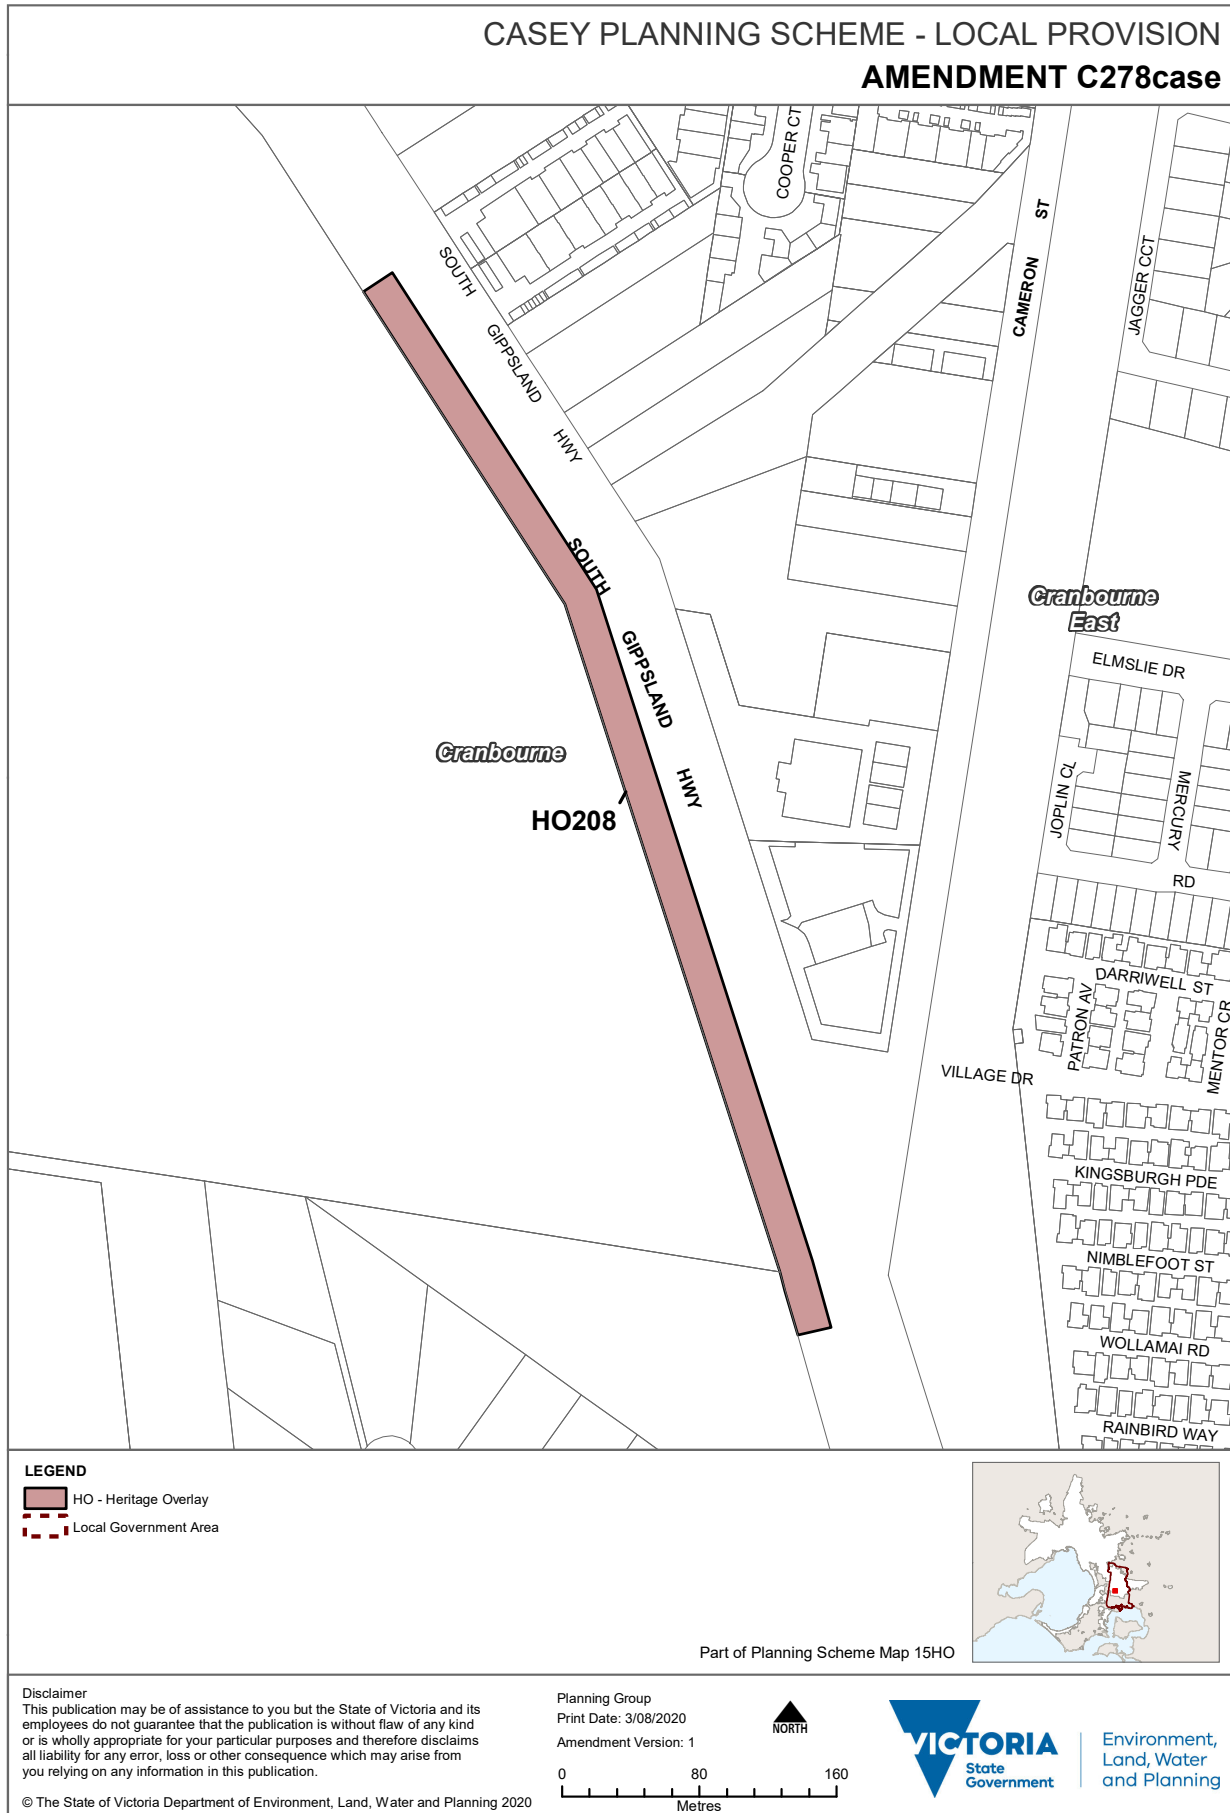 CASEY PLANNING SCHEME - LOCAL PROVISION
AMENDMENT C278case
COOPER CT
SOUTH
GIPPSLAND
HWY
CAMERON ST
JAGGER CCT
SOUTH
GIPPSLAND
HWY
Cranbourne
East
ELMSLIE DR
Cranbourne
HO208
JOPLIN CL
MERCURY
RD
DARRIWELL ST
PATRON AV
MENTOR CR
VILLAGE DR
KINGSBURGH PDE
NIMBLEFOOT ST
WOLLAMAI RD
RAINBIRD WAY
LEGEND
HO - Heritage Overlay
Local Government Area
Part of Planning Scheme Map 15HO
Disclaimer
This publication may be of assistance to you but the State of Victoria and its
employees do not guarantee that the publication is without flaw of any kind
or is wholly appropriate for your particular purposes and therefore disclaims
all liability for any error, loss or other consequence which may arise from
you relying on any information in this publication.
© The State of Victoria Department of Environment, Land, Water and Planning 2020
Planning Group
Print Date: 3/08/2020
Amendment Version: 1
NORTH
0 80 160
Metres
VICTORIA
State
Government
Environment,
Land, Water
and Planning